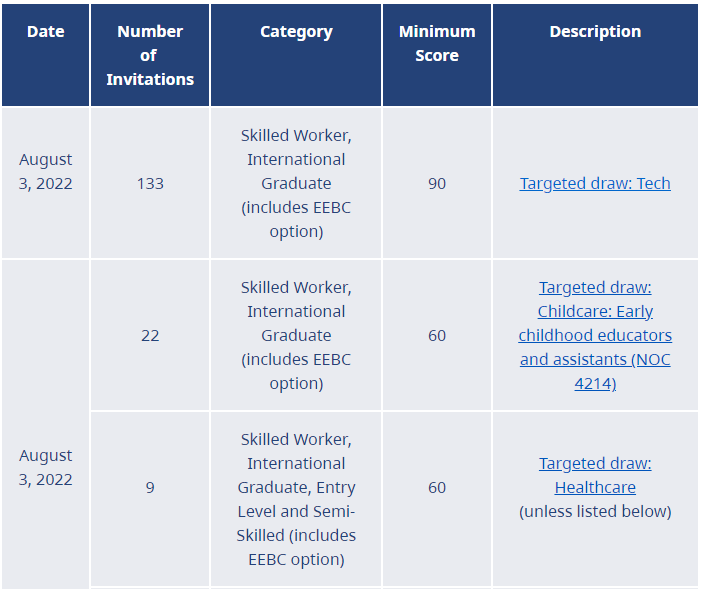 Date
Number
of
Invitations
Category
Minimum
Score
Description
August
3, 2022
133
Skilled Worker,
International
Graduate
(includes EEBC
option)
90
Targeted draw: Tech
August
3, 2022
22
Skilled Worker,
International
Graduate
(includes EEBC
option)
60
Targeted draw:
Childcare: Early
childhood educators
and assistants (NOC
4214)
9
Skilled Worker,
International
Graduate, Entry
Level and Semi-
Skilled (includes
EEBC option)
60
Targeted draw:
Healthcare
(unless listed below)